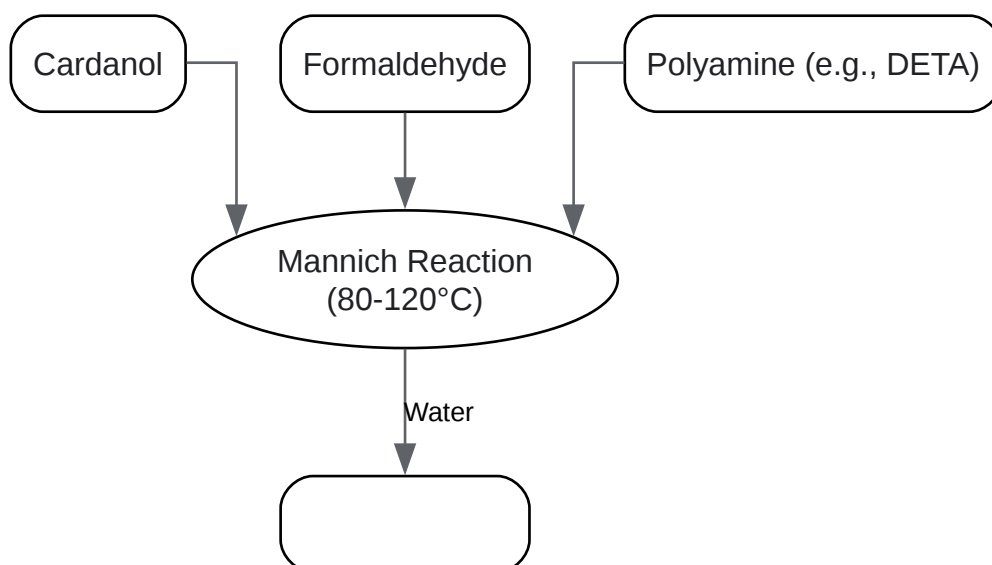 Cardanol
Formaldehyde
Polyamine (e.g., DETA)
Mannich Reaction
(80-120°C)
Water